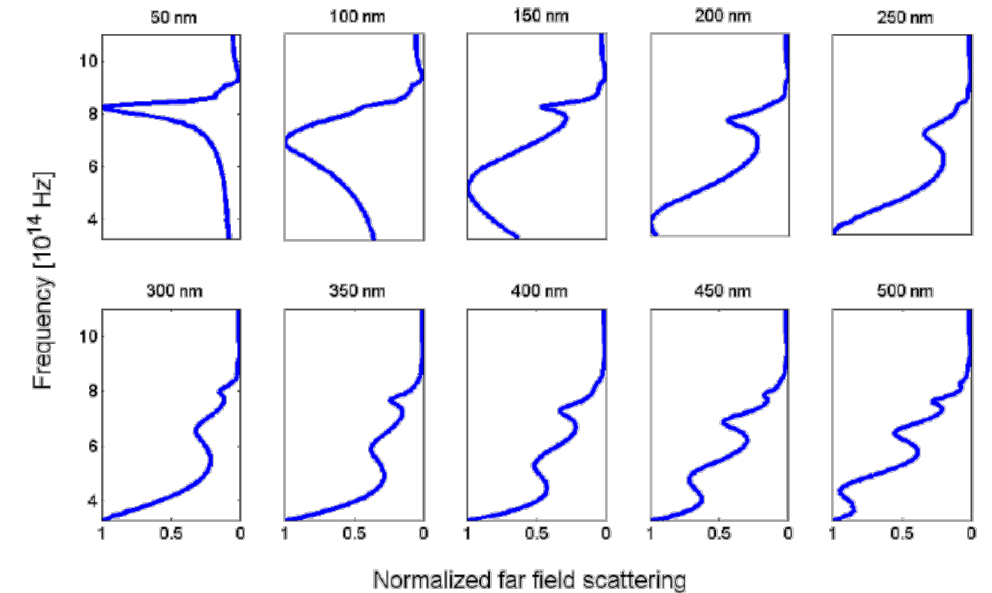 50 nm 100 nm 150 nm 200 nm 250 nm
10
8
6
4
Frequency [10¹⁴ Hz]
300 nm 350 nm 400 nm 450 nm 500 nm
10
8
6
4
1 0.5 0 1 0.5 0 1 0.5 0 1 0.5 0 1 0.5 0
Normalized far field scattering